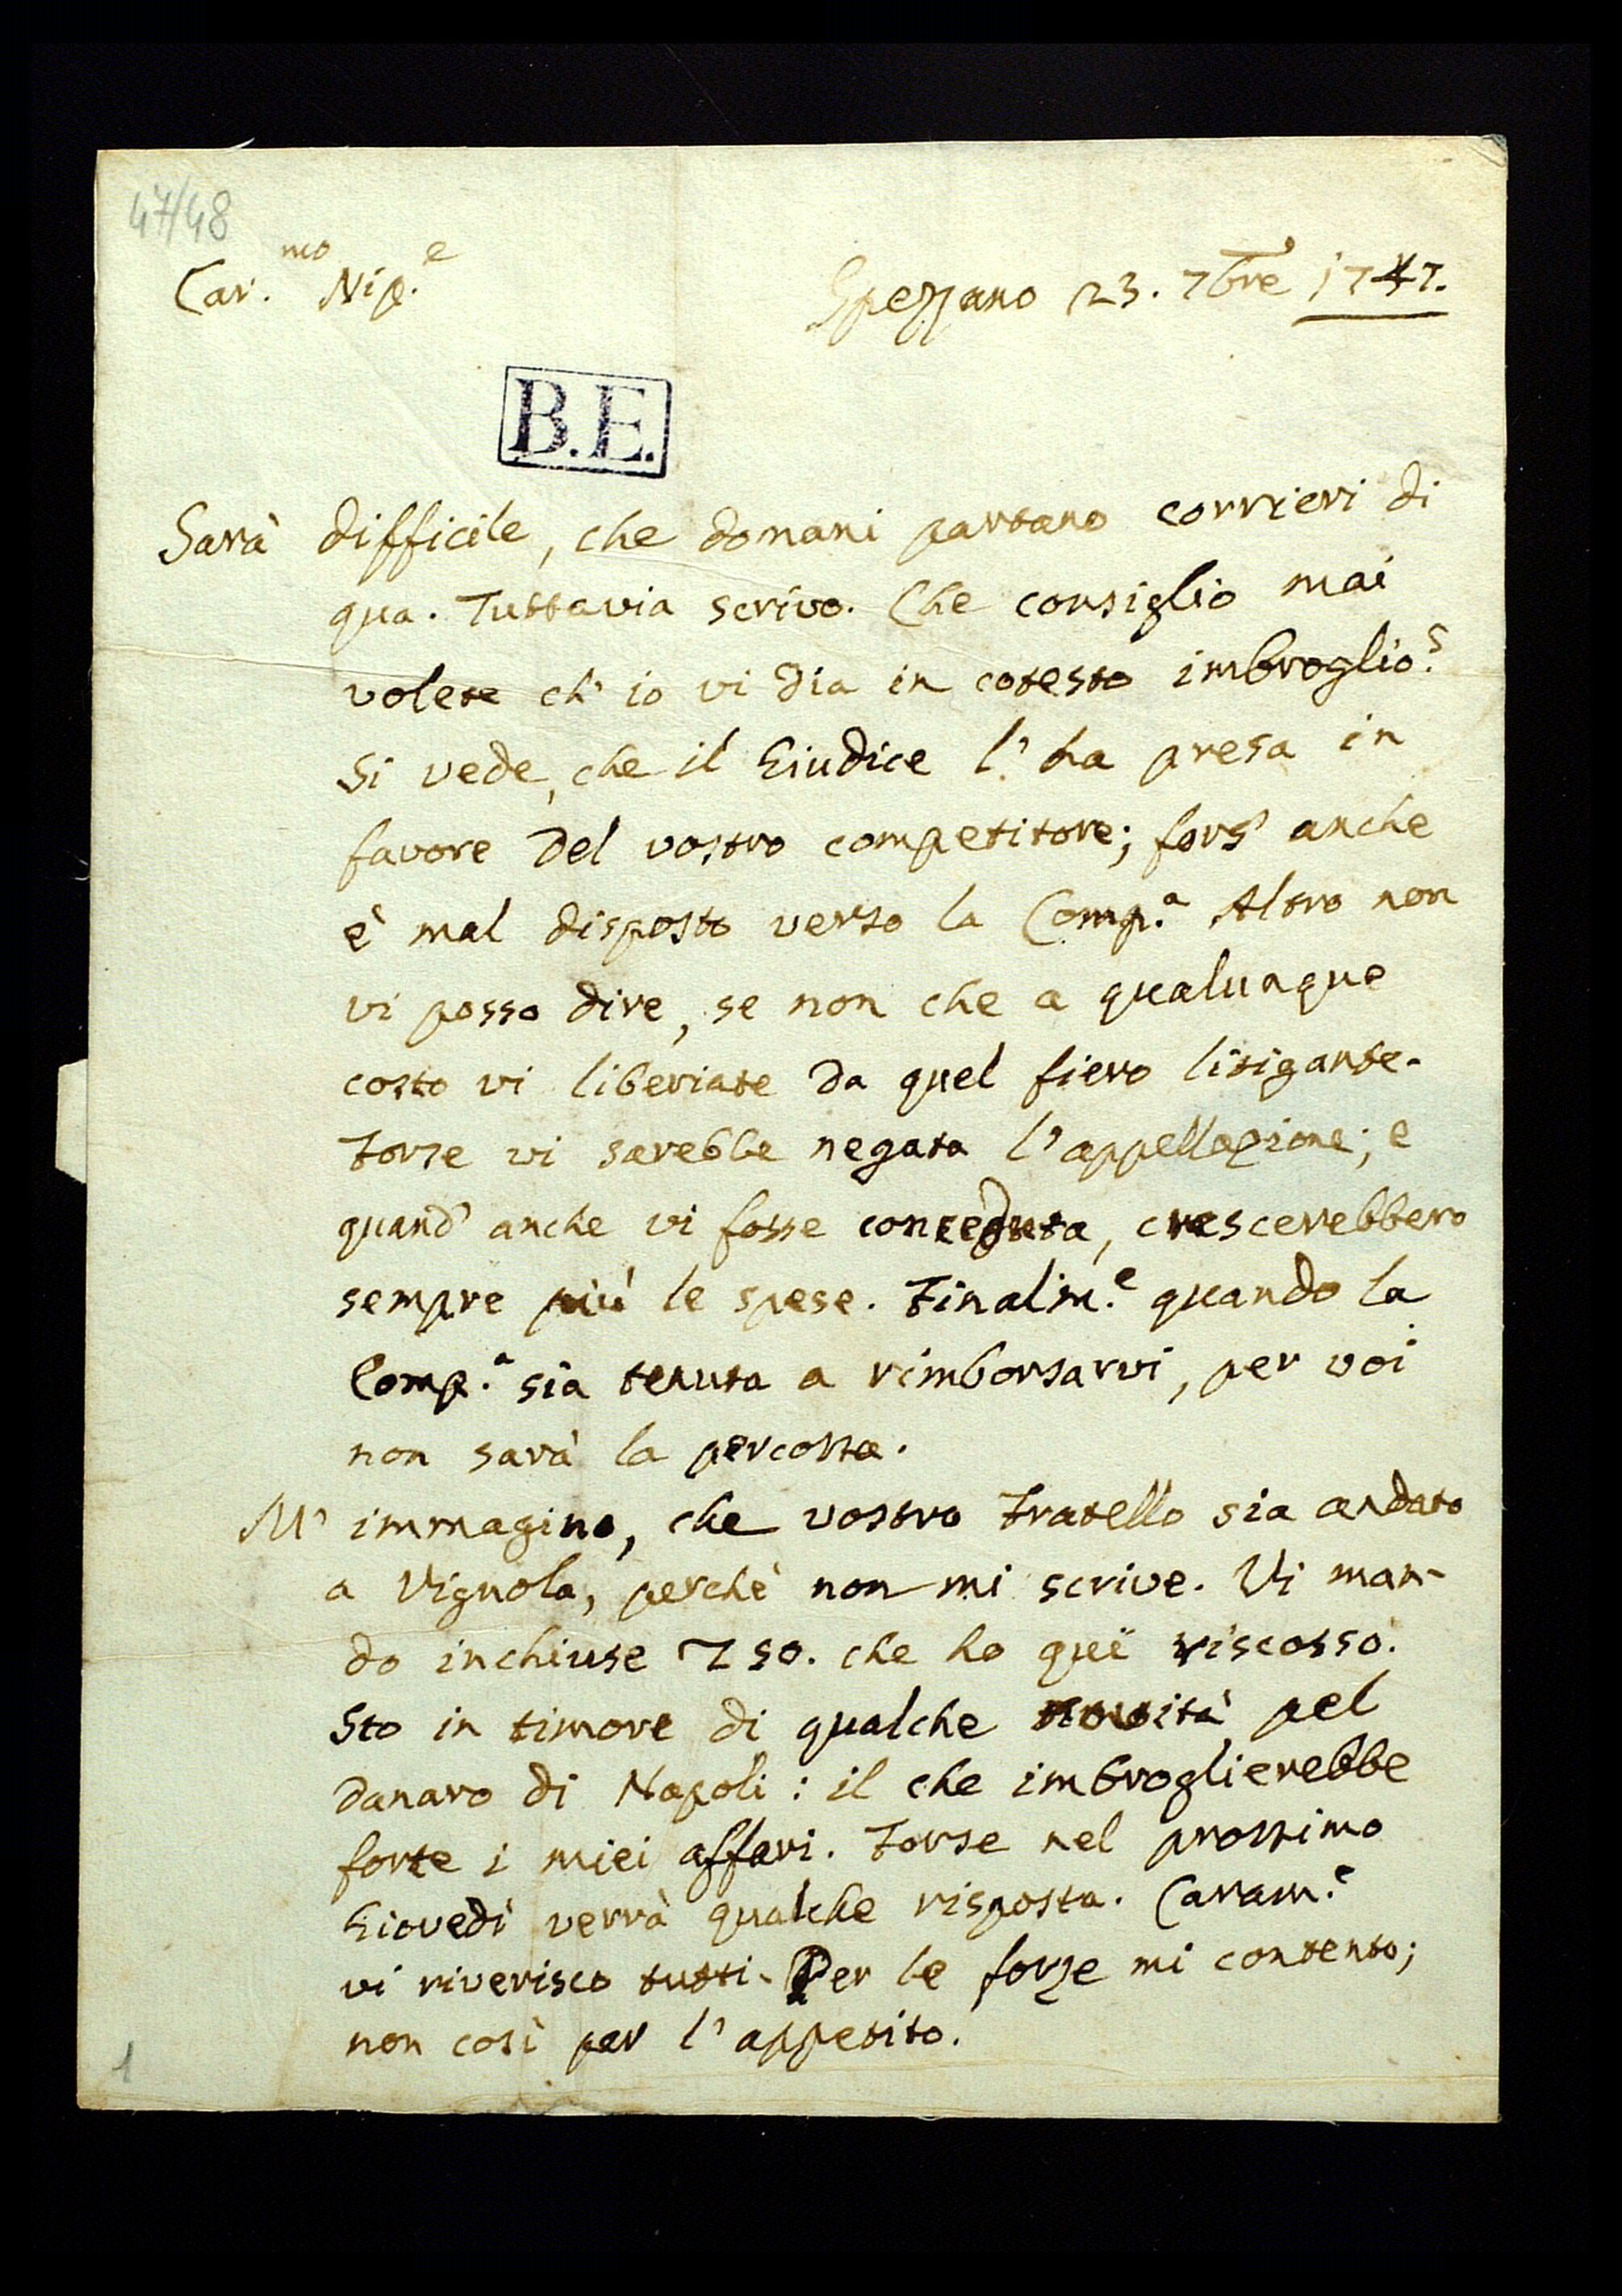 47/48
Car.mo Nip.e
Spezzano 23. 7bre 1747.
B.E.
Sarà difficile, che domani partano corrieri di
qua. Tuttavia scrivo. Che consiglio mai
volete ch' io vi dia in cotesto imbroglio?
Si vede, che il Giudice l' ha presa in
favore del vostro competitore; fors' anche
è mal disposto verso la Comp.a Altro non
vi posso dire, se non che a qualunque
costo vi liberiate da quel fiero litigante.
Forse vi sarebbe negata l' appellazione; e
quand' anche vi fosse conceduta, crescerebbero
sempre più le spese. Finalm.e quando la
Comp.a sia tenuta a rimborsarvi, per voi
non sarà la percossa.
M' immagino, che vostro Fratello sia andato
a Vignola, perchè non mi scrive. Vi man-
do inchiuse 50. che ho quì riscosso.
Sto in timore di qualche novità pel
danaro di Napoli: il che imbroglierebbe
forte i miei affari. Forse nel prossimo
Giovedì verrà qualche risposta. Caram.e
vi riverisco tutti. Per le forze mi contento;
non così per l' appetito.
1